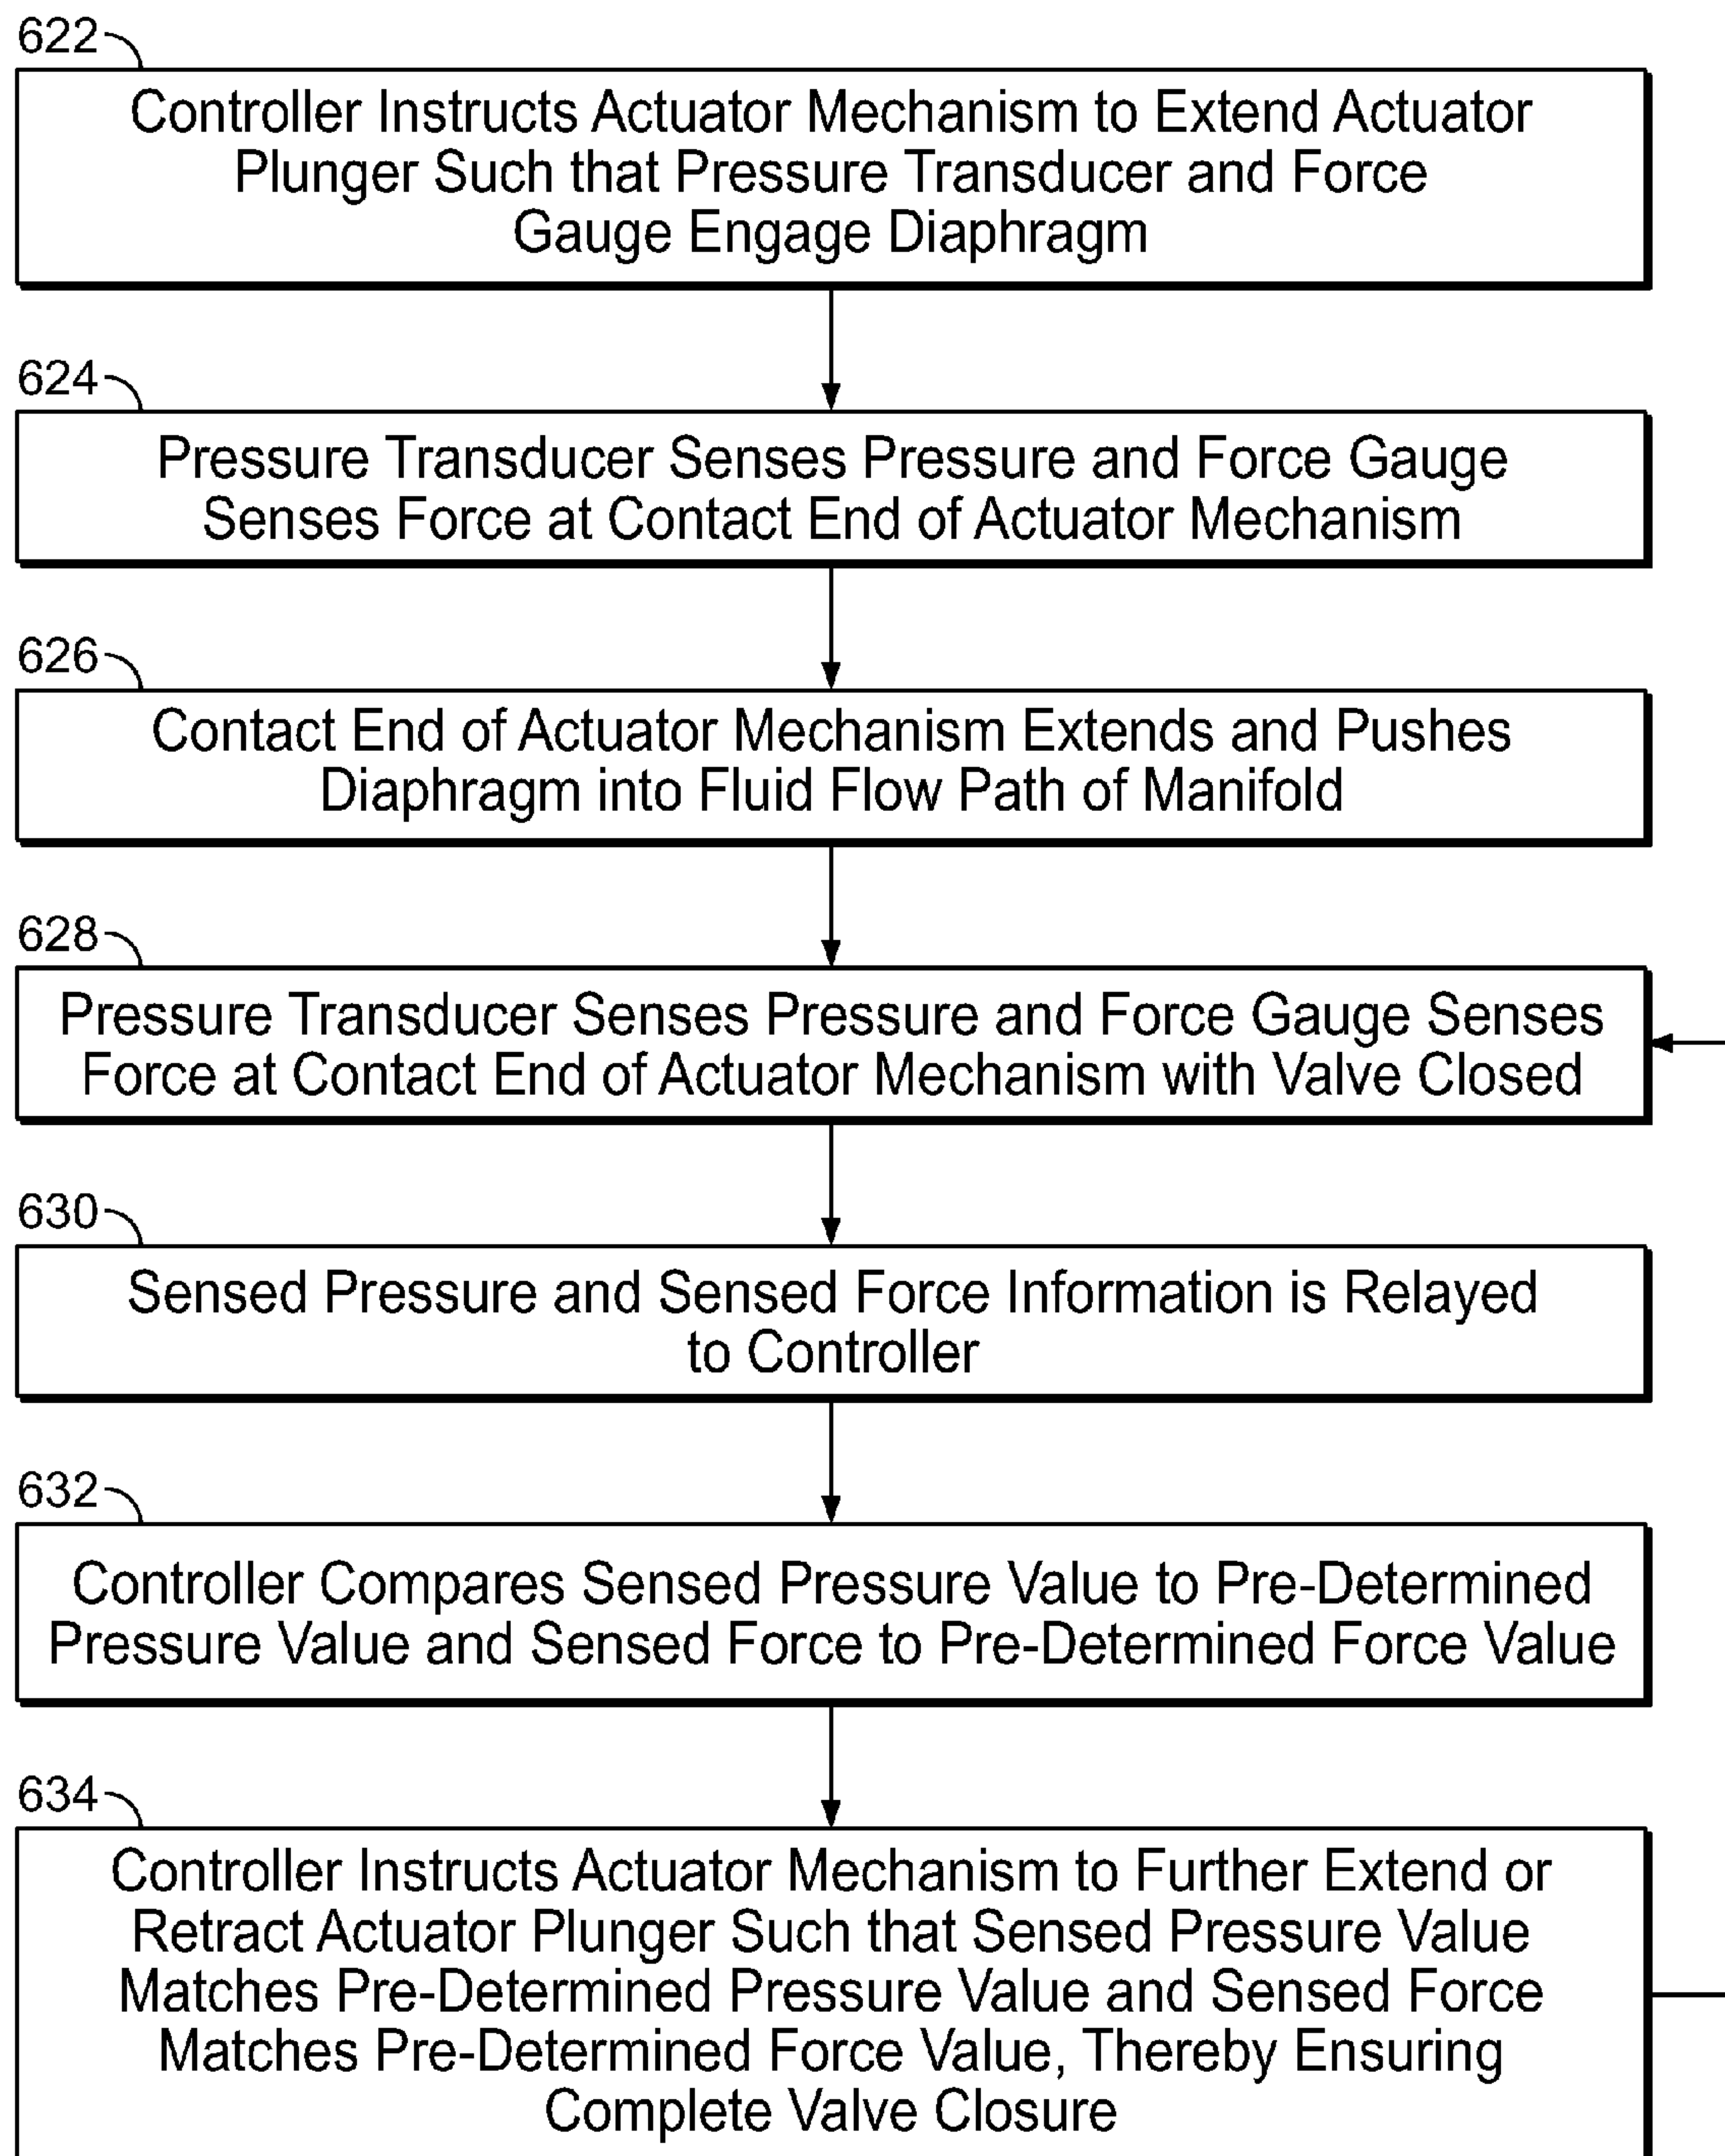 622
Controller Instructs Actuator Mechanism to Extend Actuator
Plunger Such that Pressure Transducer and Force
Gauge Engage Diaphragm
624
Pressure Transducer Senses Pressure and Force Gauge
Senses Force at Contact End of Actuator Mechanism
626
Contact End of Actuator Mechanism Extends and Pushes
Diaphragm into Fluid Flow Path of Manifold
628
Pressure Transducer Senses Pressure and Force Gauge Senses
Force at Contact End of Actuator Mechanism with Valve Closed
630
Sensed Pressure and Sensed Force Information is Relayed
to Controller
632
Controller Compares Sensed Pressure Value to Pre-Determined
Pressure Value and Sensed Force to Pre-Determined Force Value
634
Controller Instructs Actuator Mechanism to Further Extend or
Retract Actuator Plunger Such that Sensed Pressure Value
Matches Pre-Determined Pressure Value and Sensed Force
Matches Pre-Determined Force Value, Thereby Ensuring
Complete Valve Closure